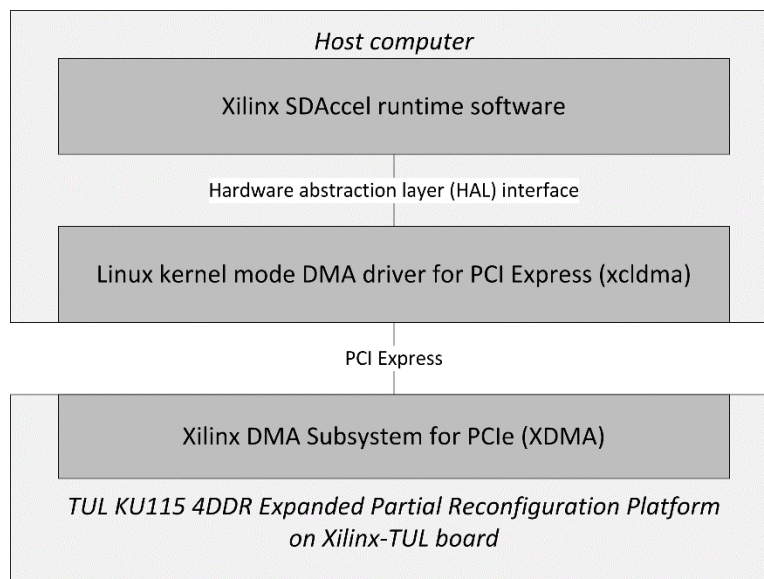 Host computer
Xilinx SDAccel runtime software
Hardware abstraction layer (HAL) interface
Linux kernel mode DMA driver for PCI Express (xcldma)
PCI Express
Xilinx DMA Subsystem for PCIe (XDMA)
TUL KU115 4DDR Expanded Partial Reconfiguration Platform
on Xilinx-TUL board